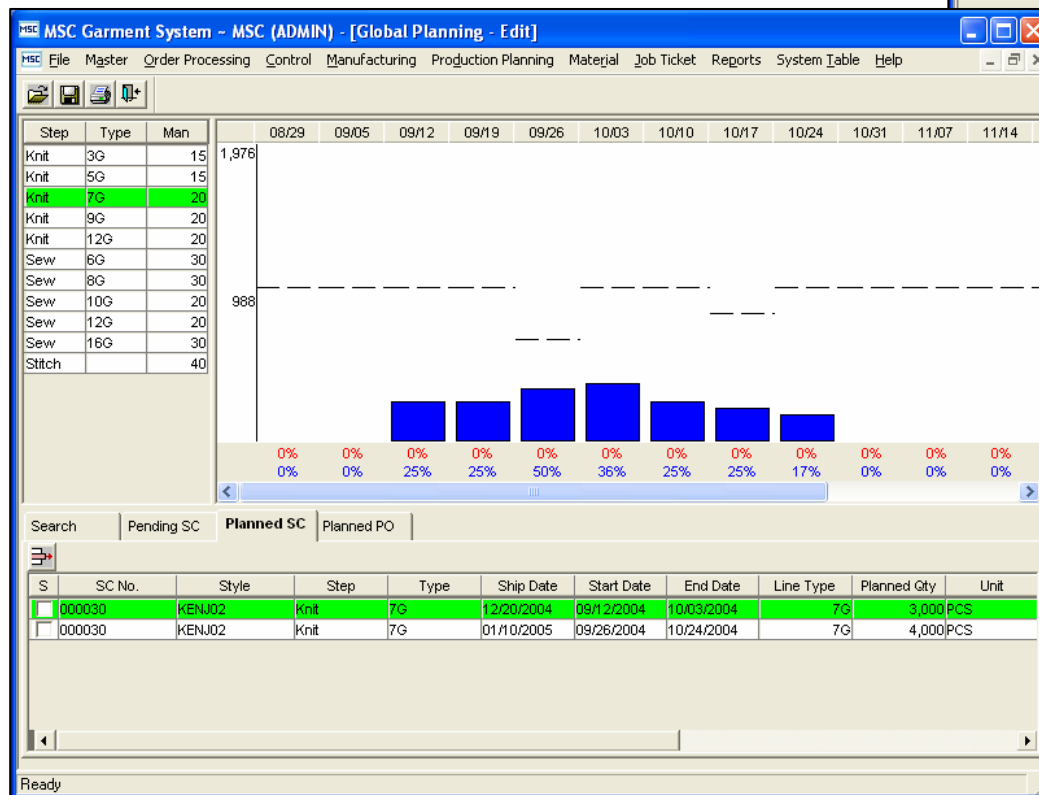 MSC MSC Garment System ~ MSC (ADMIN) - [Global Planning - Edit]
MSC File Master Order Processing Control Manufacturing Production Planning Material Job Ticket Reports System Table Help
Step Type Man
Knit 3G 15
Knit 5G 15
Knit 7G 20
Knit 9G 20
Knit 12G 20
Sew 6G 30
Sew 8G 30
Sew 10G 20
Sew 12G 20
Sew 16G 30
Stitch 40
08/29 09/05 09/12 09/19 09/26 10/03 10/10 10/17 10/24 10/31 11/07 11/14
1,976
988
0% 0% 0% 0% 0% 0% 0% 0% 0% 0% 0% 0%
0% 0% 25% 25% 50% 36% 25% 25% 17% 0% 0% 0%
Search Pending SC Planned SC Planned PO
S SC No. Style Step Type Ship Date Start Date End Date Line Type Planned Qty Unit
000030 KENJ02 Knit 7G 12/20/2004 09/12/2004 10/03/2004 7G 3,000 PCS
000030 KENJ02 Knit 7G 01/10/2005 09/26/2004 10/24/2004 7G 4,000 PCS
Ready